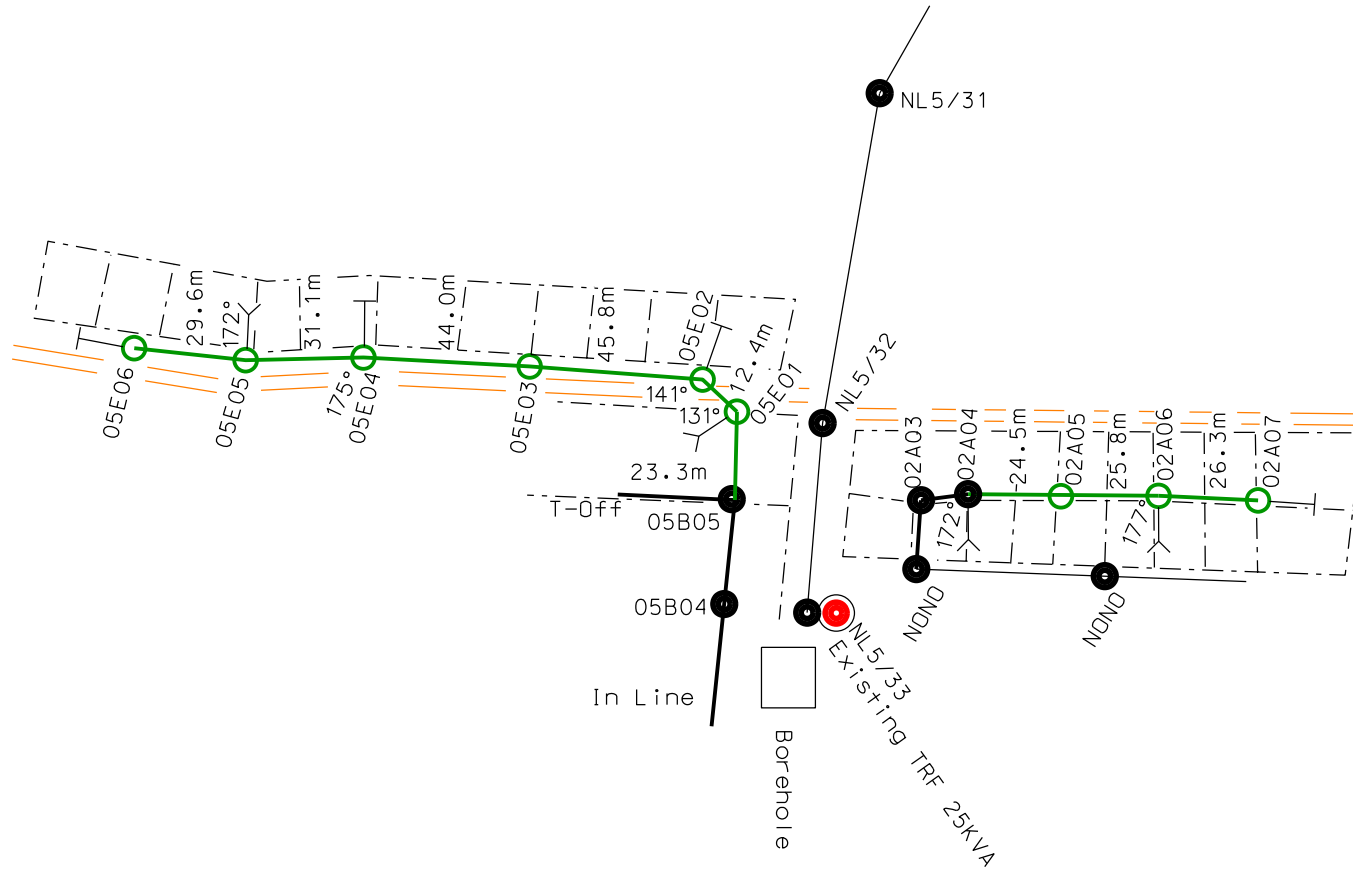 NL5/31
29.6m
172°
31.1m
44.0m
45.8m
05E02
12.4m
05E01
NL5/32
05E06
05E05
175°
05E04
05E03
141°
131°
23.3m
T-Off
05B05
02A03
172°
02A04
24.5m
02A05
25.8m
177°
02A06
26.3m
02A07
05B04
NONO
NONO
NL5/33
Existing TRF 25KVA
In Line
Borehole